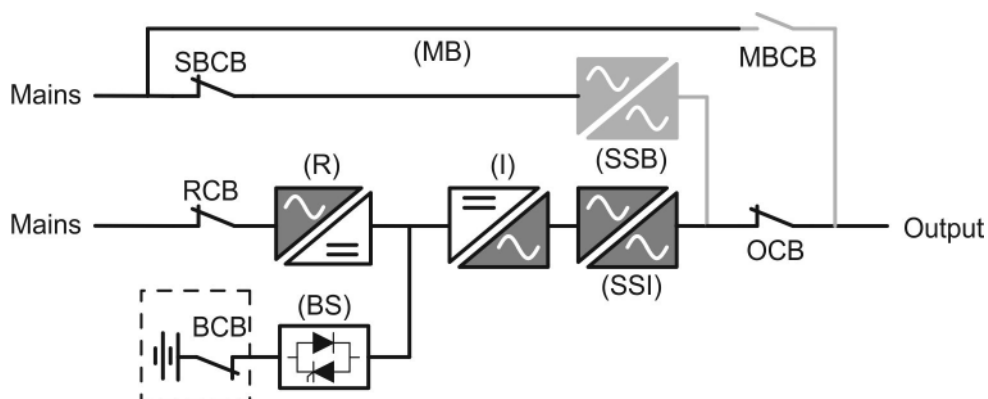 (MB)
MBCB
SBCB
Mains
(SSB)
(R)
(I)
RCB
Mains
Output
OCB
(SSI)
(BS)
BCB